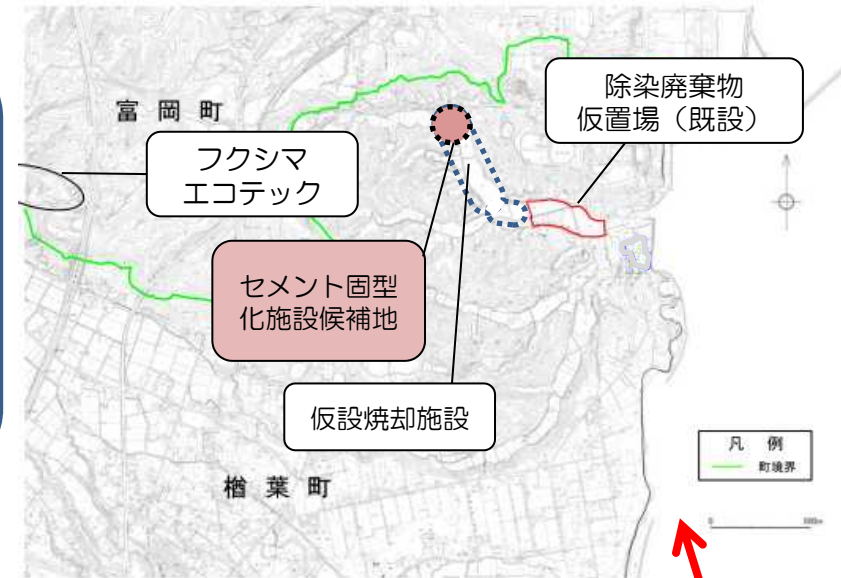 富岡町
除染廃棄物
仮置場（既設）
フクシマ
エコテック
セメント固型
化施設候補地
仮設焼却施設
楢葉町
凡例
町境界
0